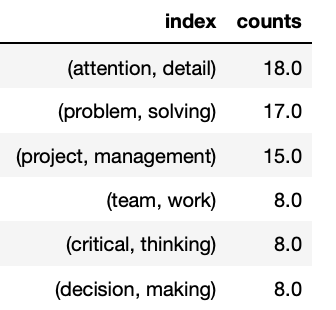 index counts
(attention, detail) 18.0
(problem, solving) 17.0
(project, management) 15.0
(team, work) 8.0
(critical, thinking) 8.0
(decision, making) 8.0